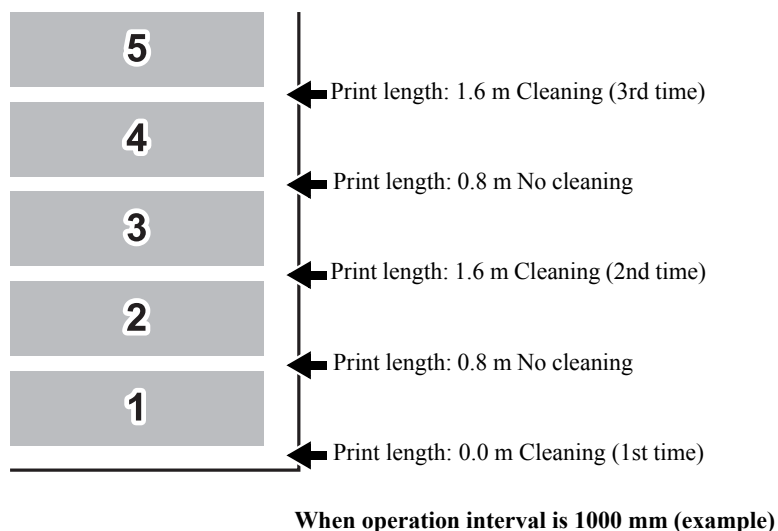 5
Print length: 1.6 m Cleaning (3rd time)
4
Print length: 0.8 m No cleaning
3
Print length: 1.6 m Cleaning (2nd time)
2
Print length: 0.8 m No cleaning
1
Print length: 0.0 m Cleaning (1st time)
When operation interval is 1000 mm (example)